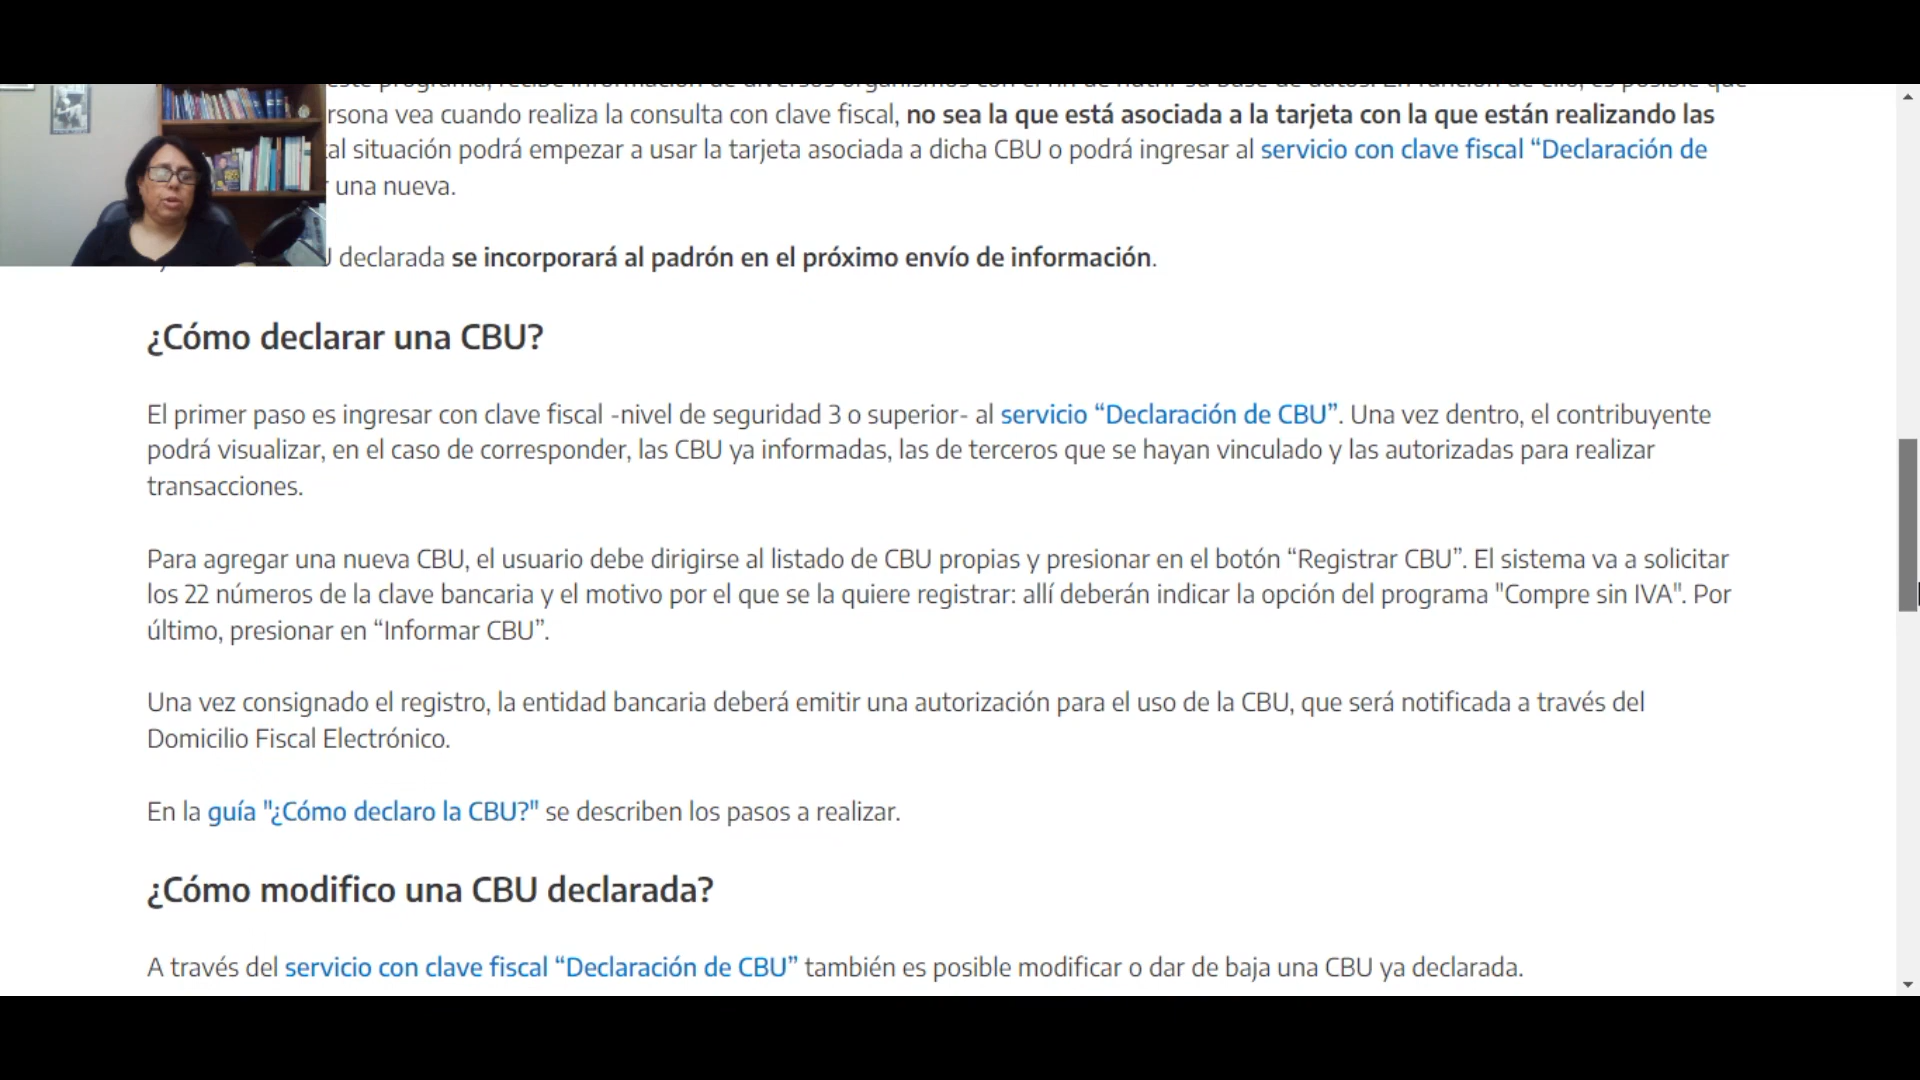 este programa, recibe información de diversos organismos con el fin de nutrir su base de datos. En función de ello, es posible que
rsona vea cuando realiza la consulta con clave fiscal, no sea la que está asociada a la tarjeta con la que están realizando las
al situación podrá empezar a usar la tarjeta asociada a dicha CBU o podrá ingresar al servicio con clave fiscal “Declaración de
una nueva.
declarada se incorporará al padrón en el próximo envío de información.
¿Cómo declarar una CBU?
El primer paso es ingresar con clave fiscal -nivel de seguridad 3 o superior- al servicio “Declaración de CBU”. Una vez dentro, el contribuyente
podrá visualizar, en el caso de corresponder, las CBU ya informadas, las de terceros que se hayan vinculado y las autorizadas para realizar
transacciones.
Para agregar una nueva CBU, el usuario debe dirigirse al listado de CBU propias y presionar en el botón “Registrar CBU”. El sistema va a solicitar
los 22 números de la clave bancaria y el motivo por el que se la quiere registrar: allí deberán indicar la opción del programa "Compre sin IVA". Por
último, presionar en “Informar CBU”.
Una vez consignado el registro, la entidad bancaria deberá emitir una autorización para el uso de la CBU, que será notificada a través del
Domicilio Fiscal Electrónico.
En la guía "¿Cómo declaro la CBU?" se describen los pasos a realizar.
¿Cómo modifico una CBU declarada?
A través del servicio con clave fiscal “Declaración de CBU” también es posible modificar o dar de baja una CBU ya declarada.